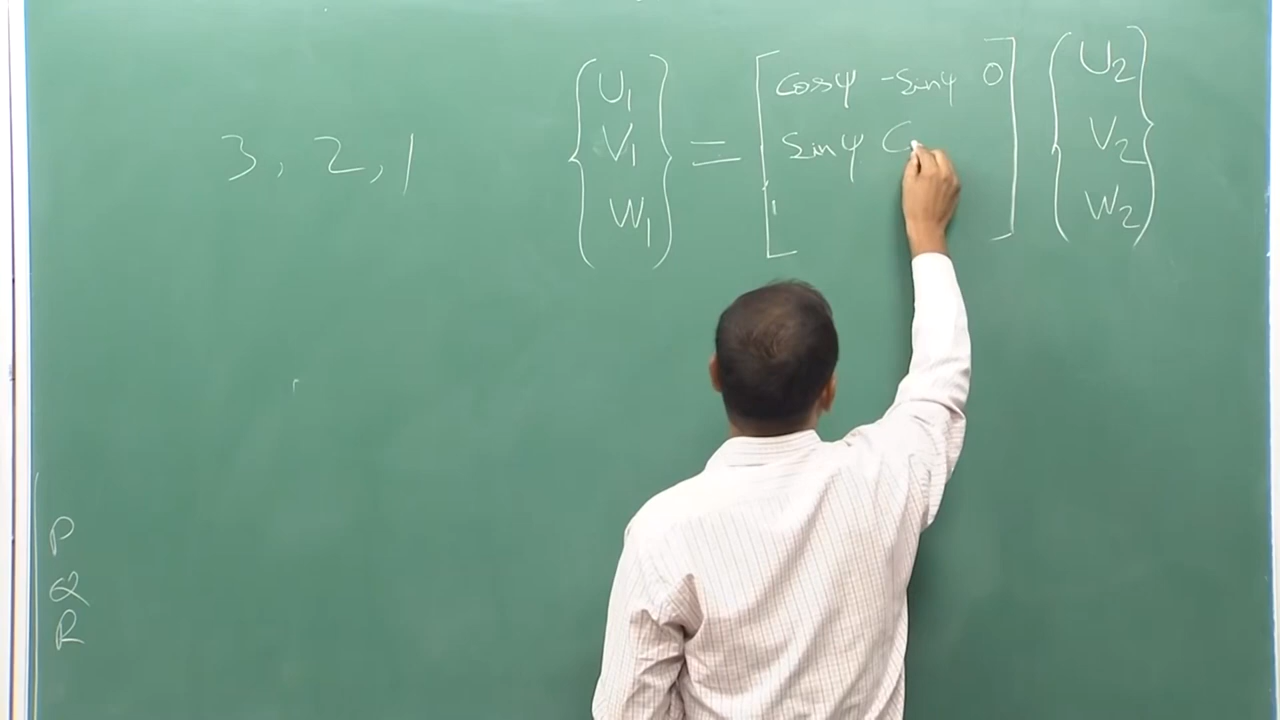 3, 2, 1
U1 = cosψ -sinψ 0 U2
V1 sinψ C V2
W1 W2
P
Q
R